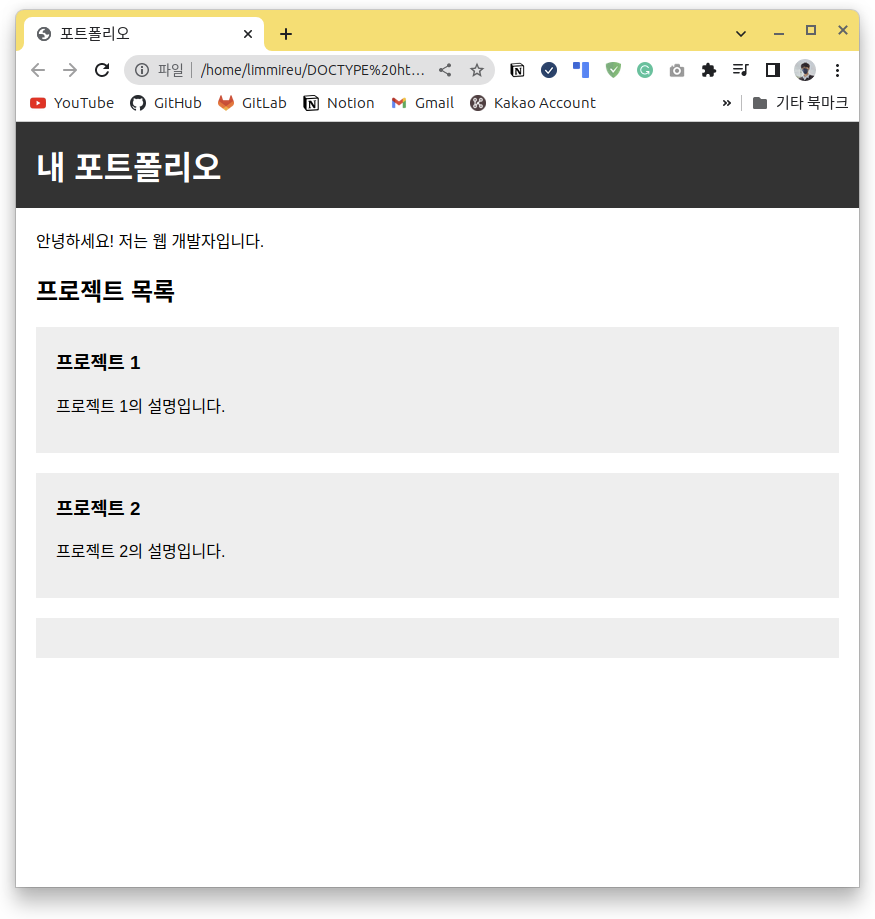 포트폴리오
파일 /home/limmireu/DOCTYPE%20ht...
YouTube GitHub GitLab Notion Gmail Kakao Account » 기타 북마크
내 포트폴리오
안녕하세요! 저는 웹 개발자입니다.
프로젝트 목록
프로젝트 1
프로젝트 1의 설명입니다.
프로젝트 2
프로젝트 2의 설명입니다.